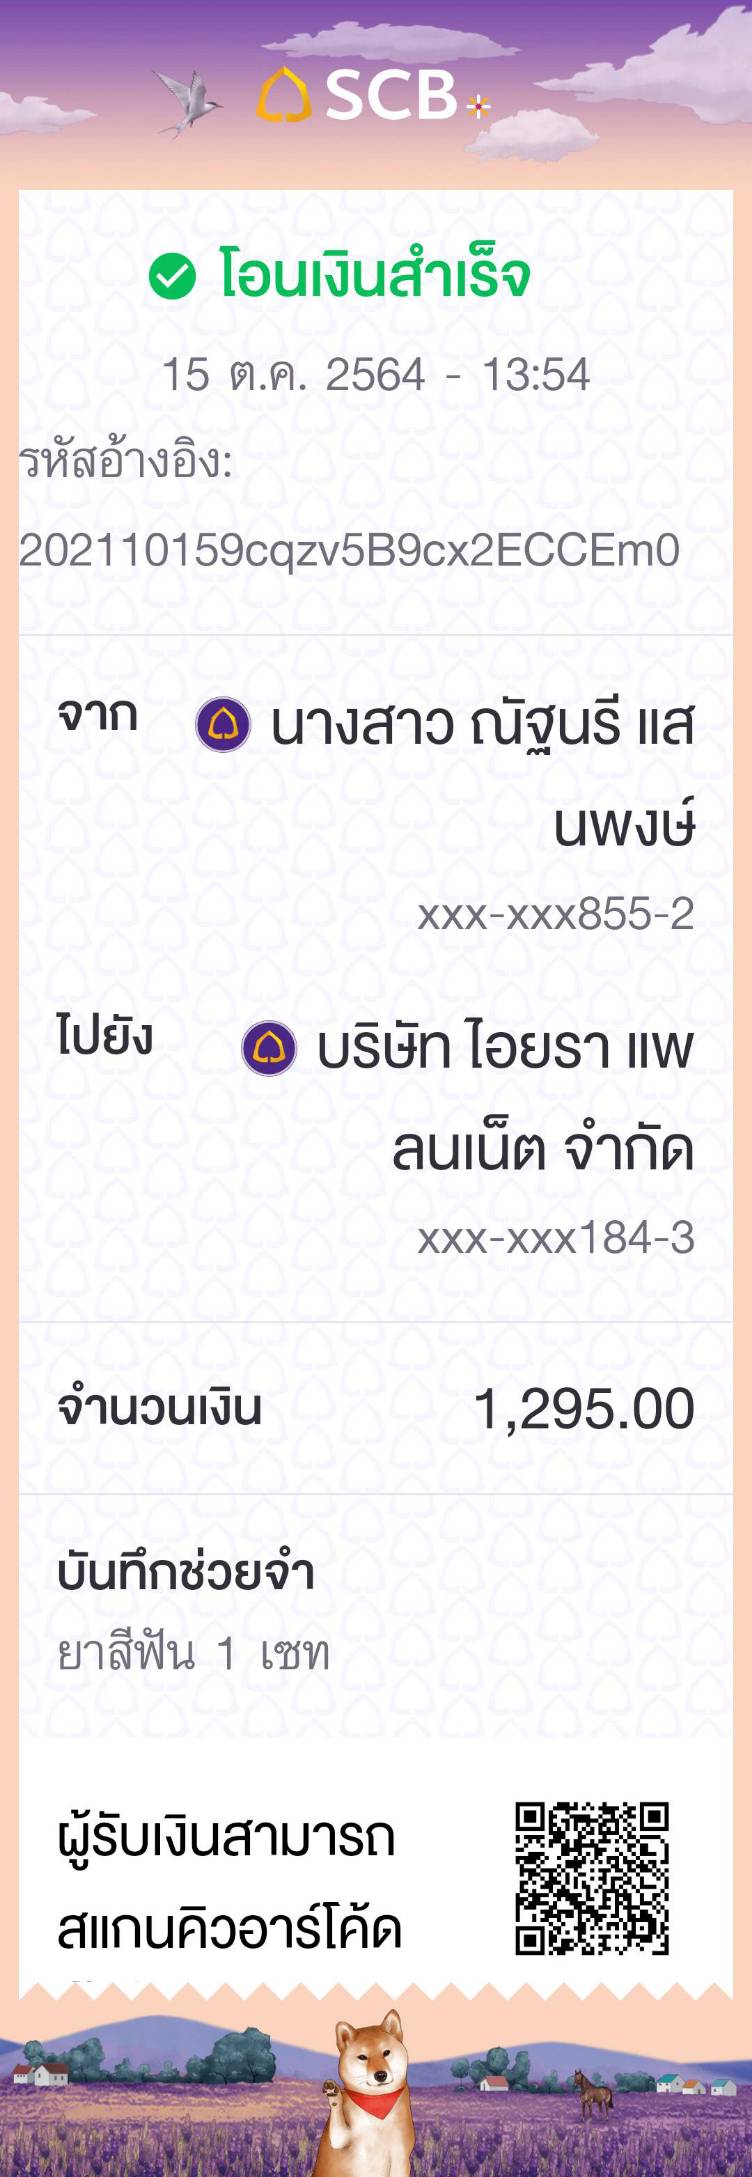 SCB
โอนเงินสำเร็จ
15 ต.ค. 2564 - 13:54
รหัสอ้างอิง:
202110159cqzv5B9cx2ECCEm0
จาก นางสาว ณัฐนรี แส
นพงษ์
xxx-xxx855-2
ไปยัง บริษัท ไอยรา แพ
ลนเน็ต จำกัด
xxx-xxx184-3
จำนวนเงิน 1,295.00
บันทึกช่วยจำ
ยาสีฟัน 1 เซท
ผู้รับเงินสามารถ
สแกนคิวอาร์โค้ด